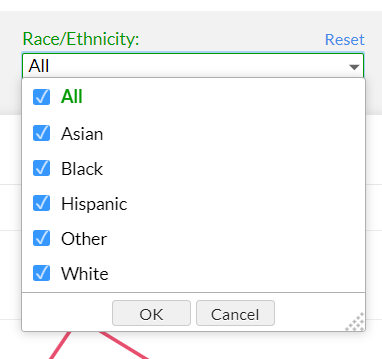 Race/Ethnicity: Reset
All
All
Asian
Black
Hispanic
Other
White
OK Cancel